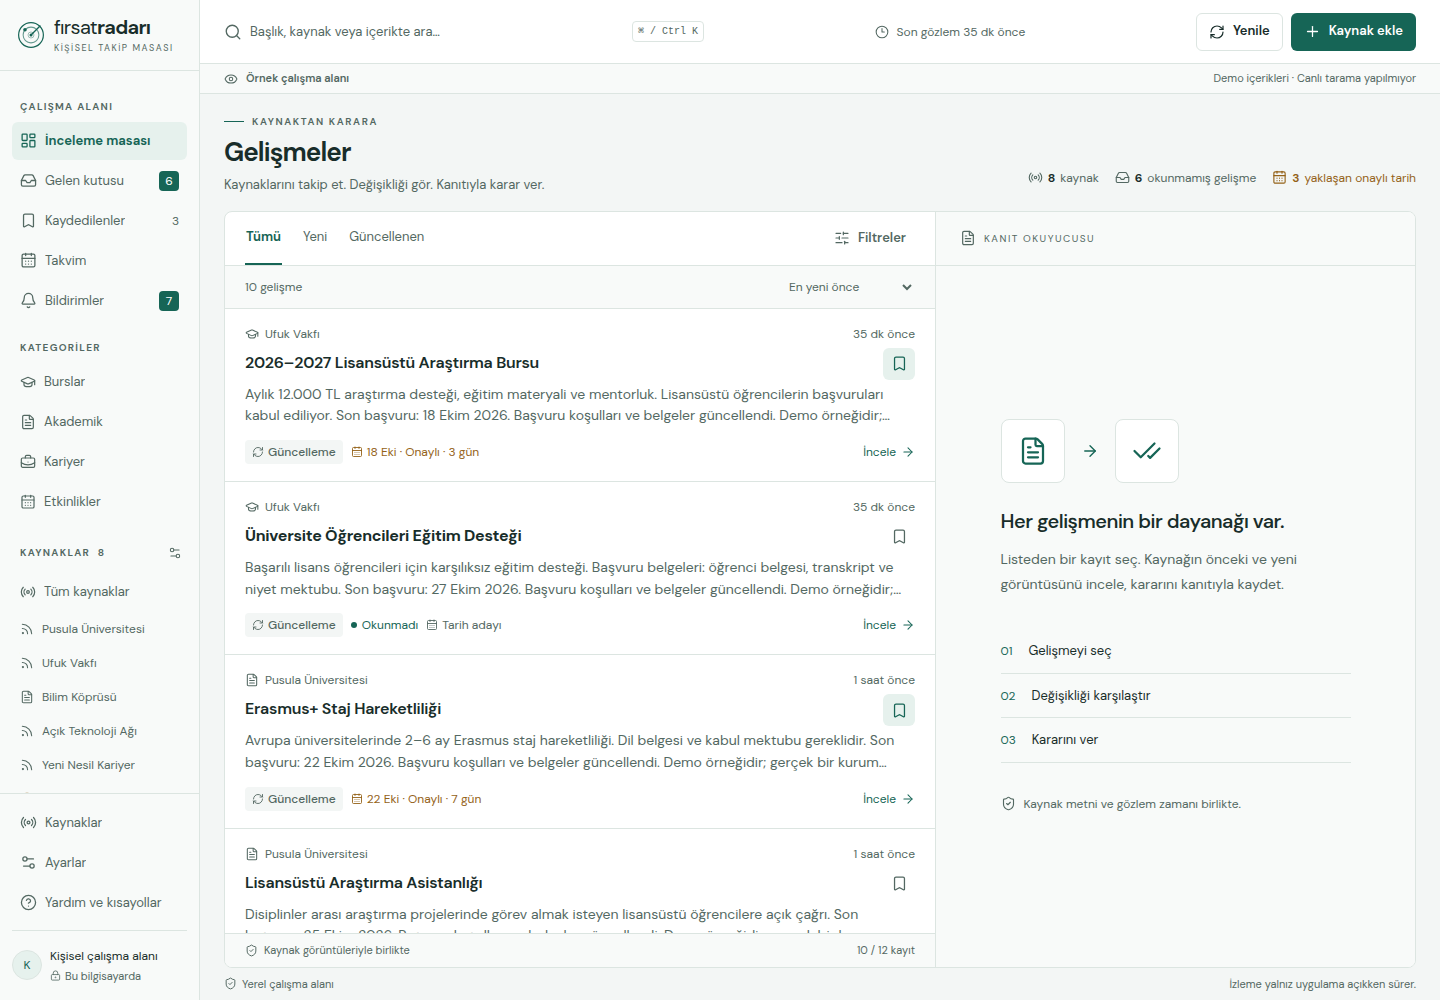 fırsatradarı
KİŞİSEL TAKİP MASASI
ÇALIŞMA ALANI
İnceleme masası
Gelen kutusu 6
Kaydedilenler 3
Takvim
Bildirimler 7
KATEGORİLER
Burslar
Akademik
Kariyer
Etkinlikler
KAYNAKLAR 8
Tüm kaynaklar
Pusula Üniversitesi
Ufuk Vakfı
Bilim Köprüsü
Açık Teknoloji Ağı
Yeni Nesil Kariyer
Kaynaklar
Ayarlar
Yardım ve kısayollar
K
Kişisel çalışma alanı
Bu bilgisayarda
Başlık, kaynak veya içerikte ara...
⌘ / Ctrl K
Son gözlem 35 dk önce
Yenile
Kaynak ekle
Örnek çalışma alanı
Demo içerikleri · Canlı tarama yapılmıyor
KAYNAKTAN KARARA
Gelişmeler
Kaynaklarını takip et. Değişikliği gör. Kanıtıyla karar ver.
8 kaynak
6 okunmamış gelişme
3 yaklaşan onaylı tarih
Tümü
Yeni
Güncellenen
Filtreler
10 gelişme
En yeni önce
Ufuk Vakfı
35 dk önce
2026–2027 Lisansüstü Araştırma Bursu
Aylık 12.000 TL araştırma desteği, eğitim materyali ve mentorluk. Lisansüstü öğrencilerin başvuruları
kabul ediliyor. Son başvuru: 18 Ekim 2026. Başvuru koşulları ve belgeler güncellendi. Demo örneğidir;...
Güncelleme
18 Eki · Onaylı · 3 gün
İncele
Ufuk Vakfı
35 dk önce
Üniversite Öğrencileri Eğitim Desteği
Başarılı lisans öğrencileri için karşılıksız eğitim desteği. Başvuru belgeleri: öğrenci belgesi, transkript ve
niyet mektubu. Son başvuru: 27 Ekim 2026. Başvuru koşulları ve belgeler güncellendi. Demo örneğidir;...
Güncelleme
Okunmadı
Tarih adayı
İncele
Pusula Üniversitesi
1 saat önce
Erasmus+ Staj Hareketliliği
Avrupa üniversitelerinde 2–6 ay Erasmus staj hareketliliği. Dil belgesi ve kabul mektubu gereklidir. Son
başvuru: 22 Ekim 2026. Başvuru koşulları ve belgeler güncellendi. Demo örneğidir; gerçek bir kurum...
Güncelleme
22 Eki · Onaylı · 7 gün
İncele
Pusula Üniversitesi
1 saat önce
Lisansüstü Araştırma Asistanlığı
Disiplinler arası araştırma projelerinde görev almak isteyen lisansüstü öğrencilere açık çağrı. Son
Kaynak görüntüleriyle birlikte
10 / 12 kayıt
KANIT OKUYUCUSU
Her gelişmenin bir dayanağı var.
Listeden bir kayıt seç. Kaynağın önceki ve yeni
görüntüsünü incele, kararını kanıtıyla kaydet.
01 Gelişmeyi seç
02 Değişikliği karşılaştır
03 Kararını ver
Kaynak metni ve gözlem zamanı birlikte.
Yerel çalışma alanı
İzleme yalnız uygulama açıkken sürer.